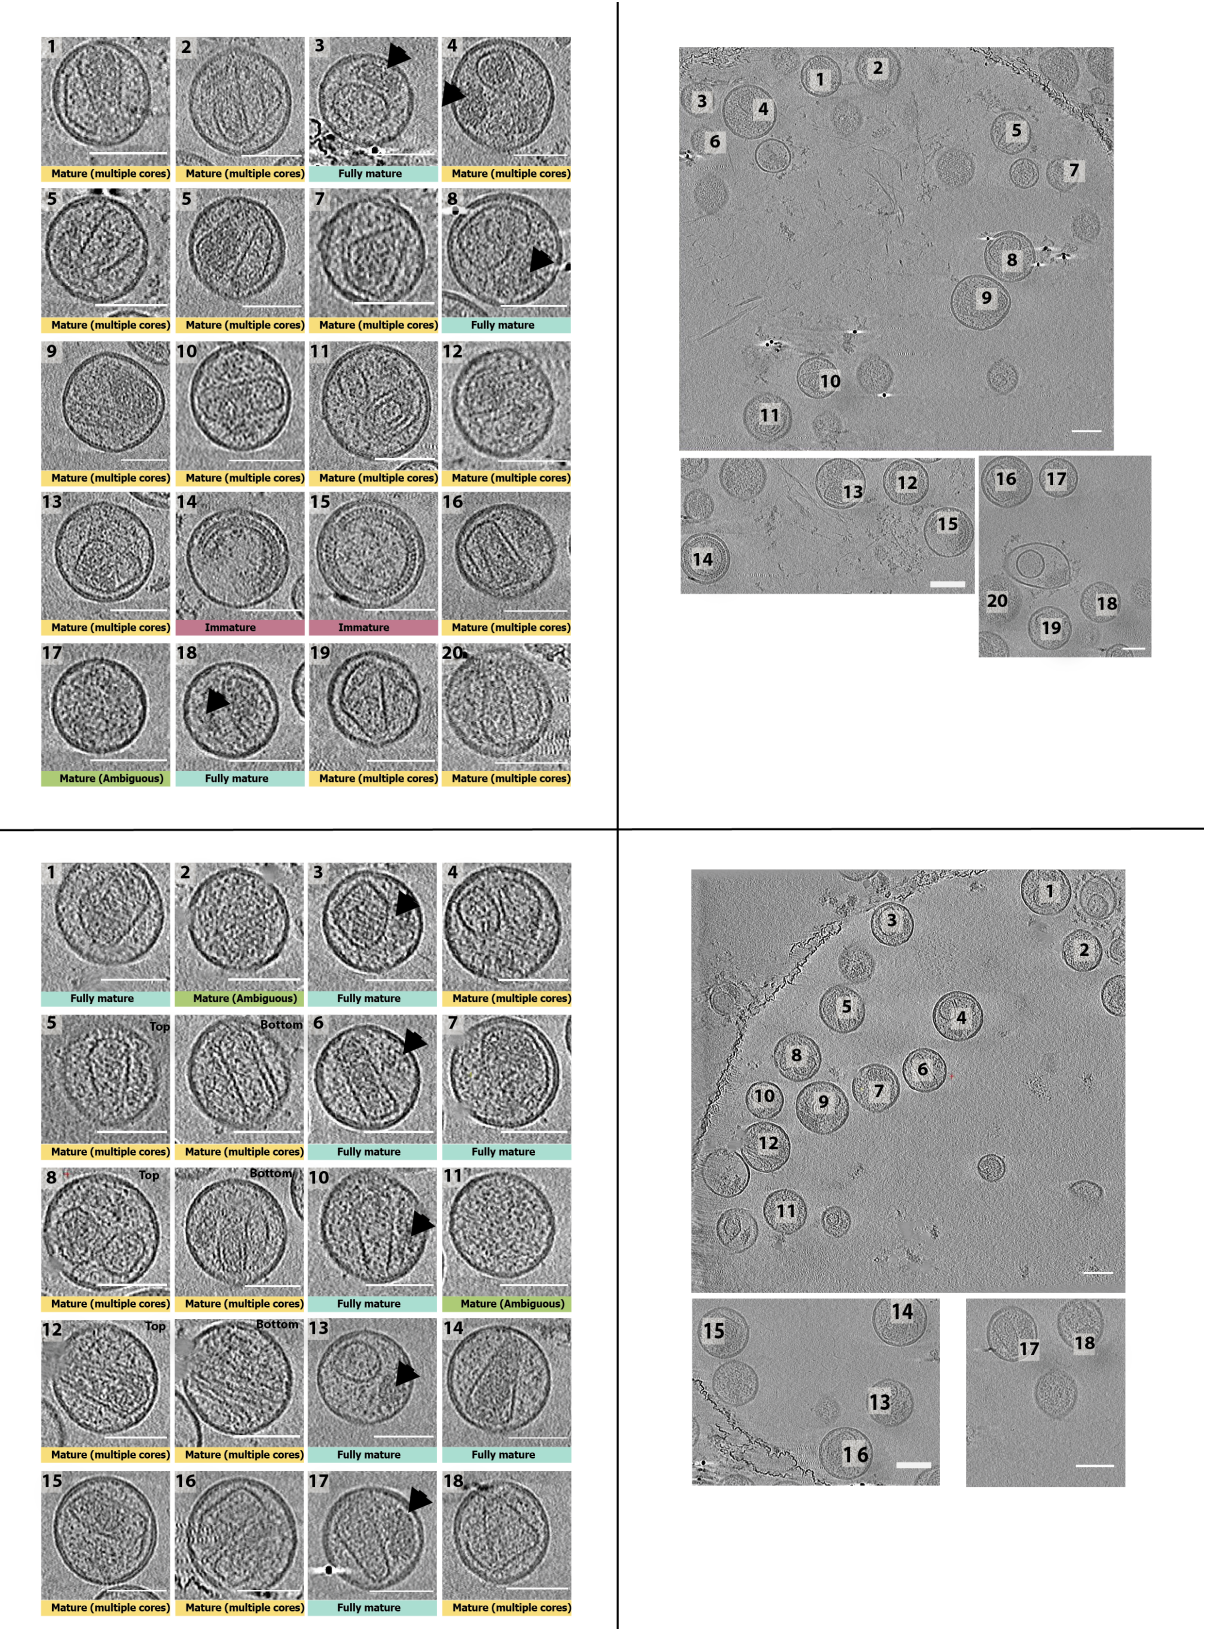 1 2 3 4
Mature (multiple cores) Mature (multiple cores) Fully mature Mature (multiple cores)
5 5 7 8
Mature (multiple cores) Mature (multiple cores) Mature (multiple cores) Fully mature
9 10 11 12
Mature (multiple cores) Mature (multiple cores) Mature (multiple cores) Mature (multiple cores)
13 14 15 16
Mature (multiple cores) Immature Immature Mature (multiple cores)
17 18 19 20
Mature (Ambiguous) Fully mature Mature (multiple cores) Mature (multiple cores)
1 2
3 4
5
6
7
8
9
10
11
12
13
15
14
16 17
20 18
19
1 2 3 4
Fully mature Mature (Ambiguous) Fully mature Mature (multiple cores)
5 Top Bottom 6 7
Mature (multiple cores) Mature (multiple cores) Fully mature Fully mature
8 Top Bottom 10 11
Mature (multiple cores) Mature (multiple cores) Fully mature Mature (Ambiguous)
12 Top Bottom 13 14
Mature (multiple cores) Mature (multiple cores) Fully mature Fully mature
15 16 17 18
Mature (multiple cores) Mature (multiple cores) Fully mature Mature (multiple cores)
1
3
2
5
4
8
6
7
10 9
12
11
14
15
13
16
17 18